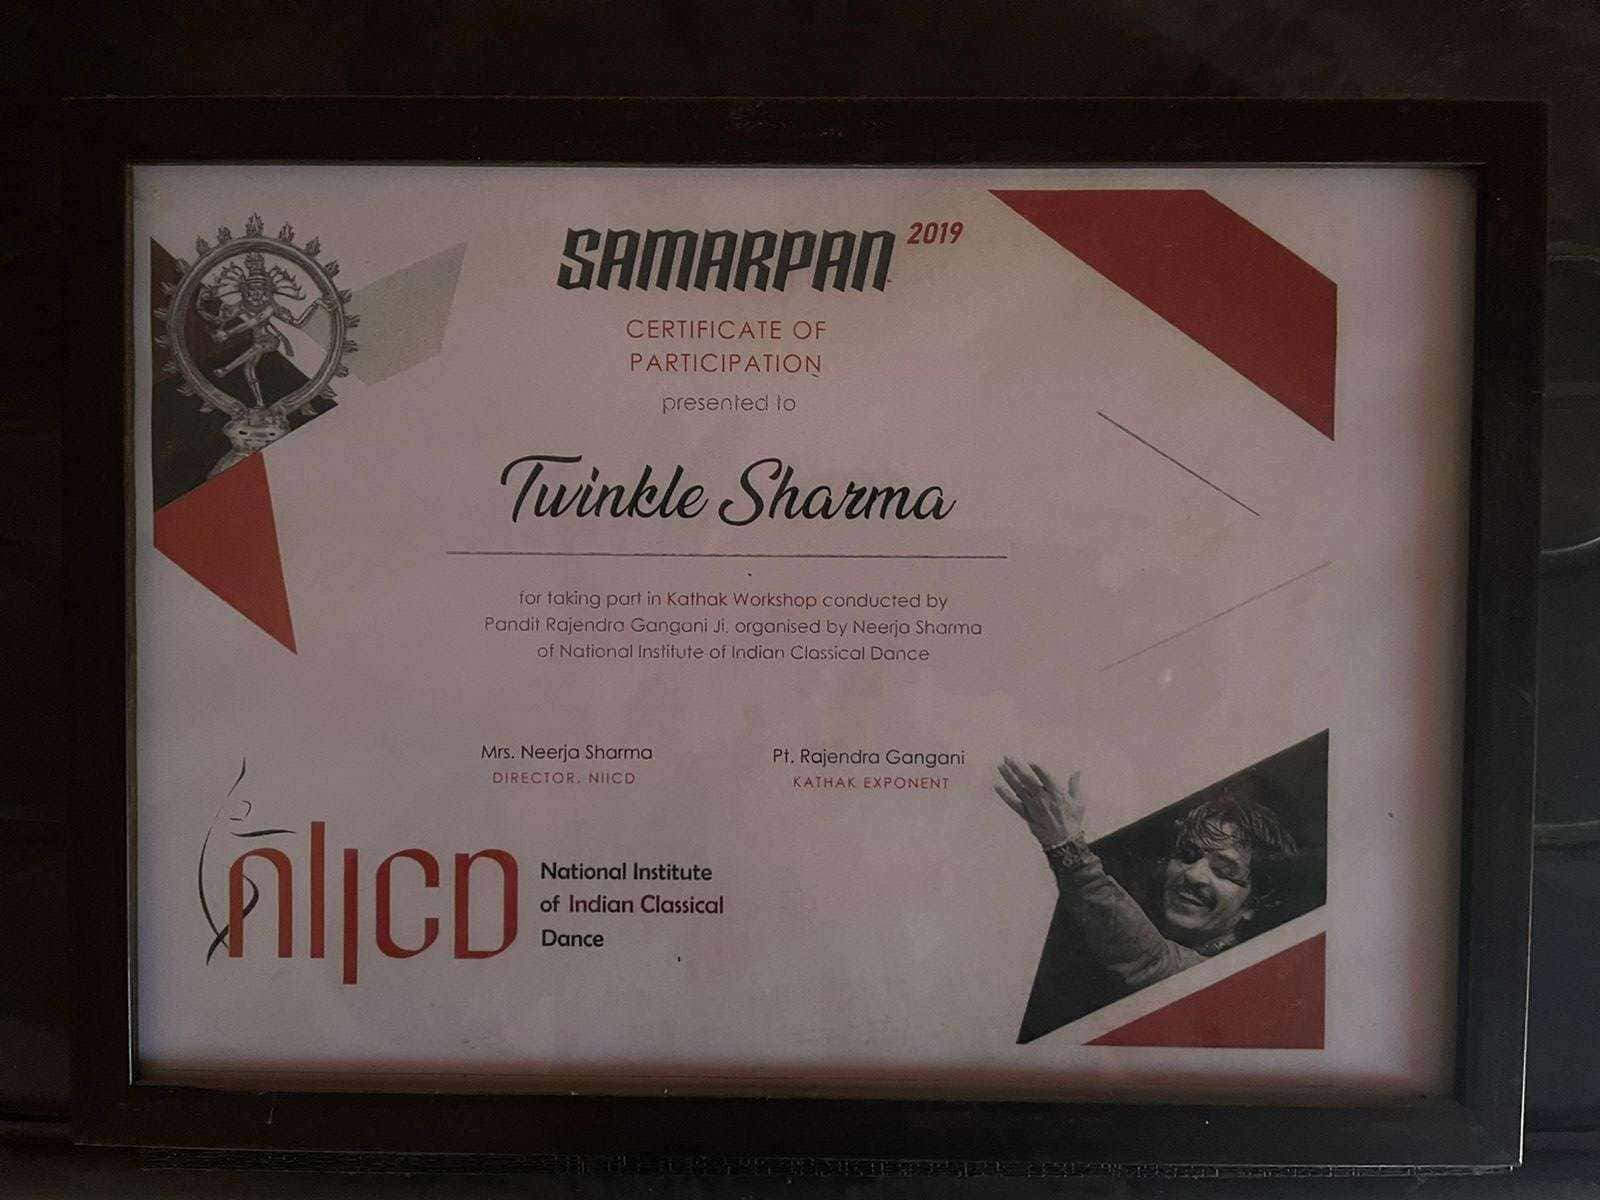 SAMARPAN 2019
CERTIFICATE OF
PARTICIPATION
presented to
Twinkle Sharma
for taking part in Kathak Workshop conducted by
Pandit Rajendra Gangani Ji, organised by Neerja Sharma
of National Institute of Indian Classical Dance
Mrs. Neerja Sharma
DIRECTOR, NIICD
Pt. Rajendra Gangani
KATHAK EXPONENT
NIICD
National Institute
of Indian Classical
Dance